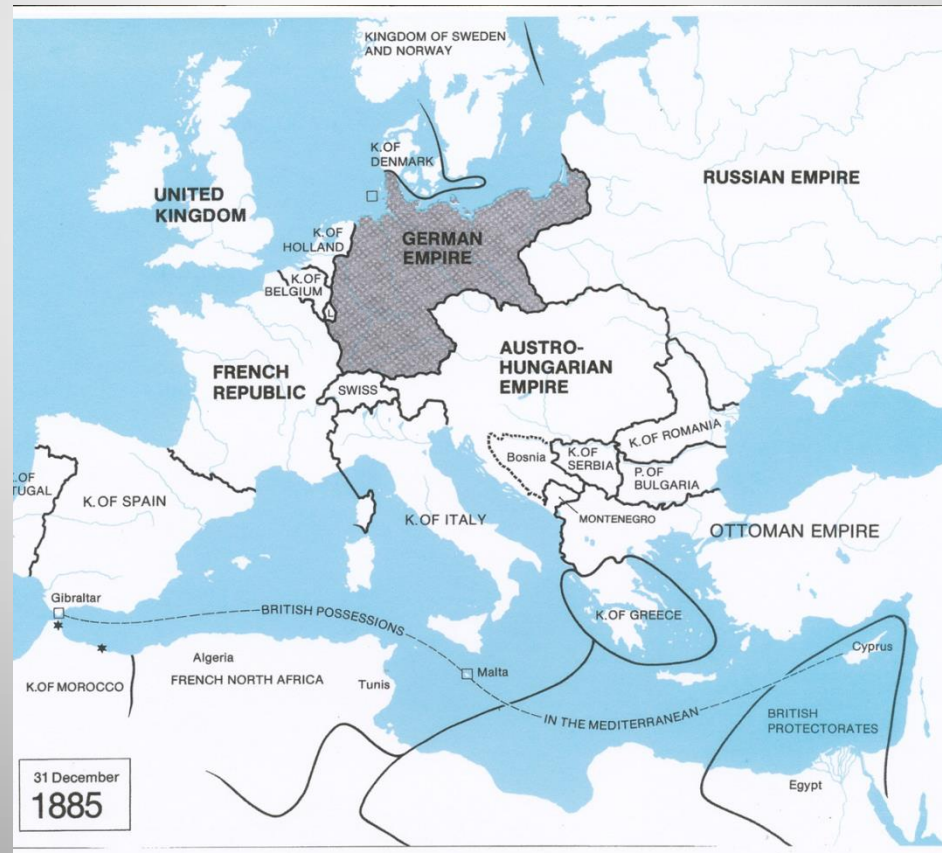 KINGDOM OF SWEDEN
AND NORWAY
K.OF
DENMARK
RUSSIAN EMPIRE
UNITED
KINGDOM
K.OF
HOLLAND
GERMAN
EMPIRE
K.OF
BELGIUM
L.
FRENCH
REPUBLIC
SWISS
AUSTRO-
HUNGARIAN
EMPIRE
K.OF ROMANIA
Bosnia
K.OF
SERBIA
P.OF
BULGARIA
MONTENEGRO
.OF
TUGAL
K.OF SPAIN
K.OF ITALY
OTTOMAN EMPIRE
Gibraltar
BRITISH POSSESSIONS
K.OF GREECE
Cyprus
Algeria
FRENCH NORTH AFRICA
Tunis
Malta
K.OF MOROCCO
IN THE MEDITERRANEAN
BRITISH
PROTECTORATES
Egypt
31 December
1885